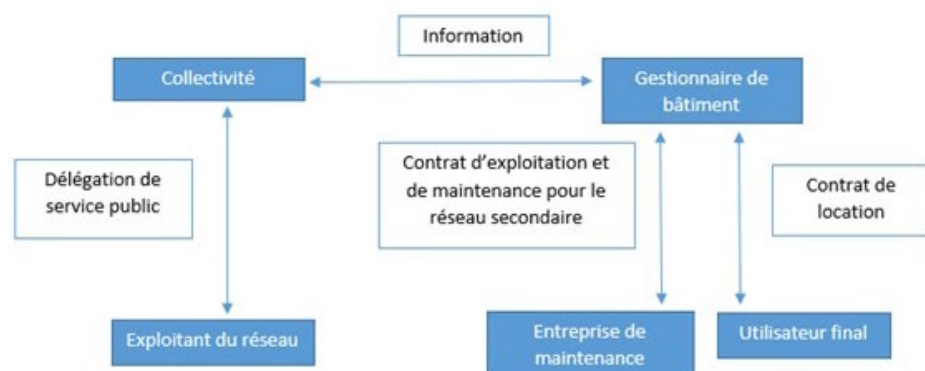 Information
Collectivité
Gestionnaire de
bâtiment
Délégation de
service public
Contrat d’exploitation et
de maintenance pour le
réseau secondaire
Contrat de
location
Exploitant du réseau
Entreprise de
maintenance
Utilisateur final